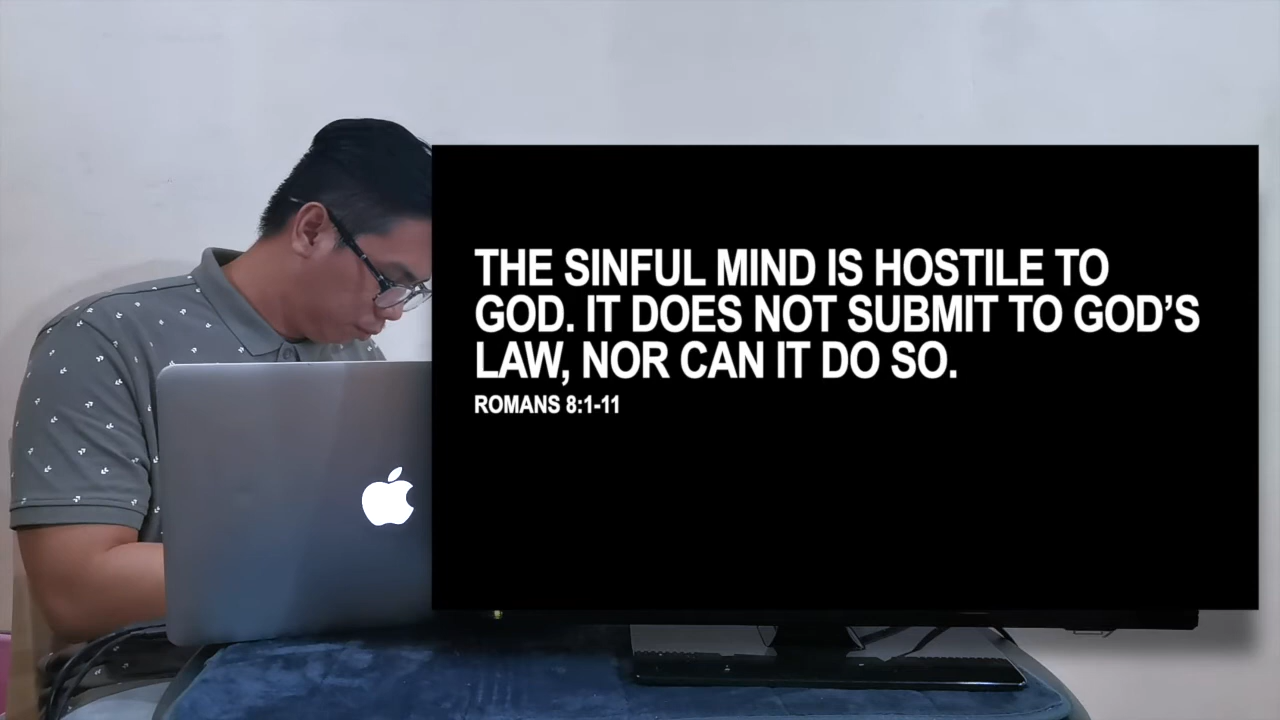 THE SINFUL MIND IS HOSTILE TO
GOD. IT DOES NOT SUBMIT TO GOD’S
LAW, NOR CAN IT DO SO.
ROMANS 8:1-11